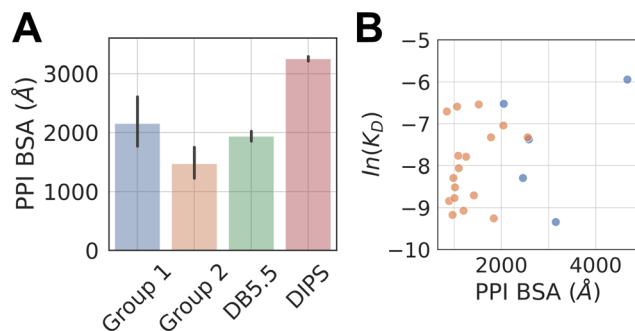 A
PPI BSA (Å)
3000
2000
1000
0
Group 1
Group 2
DB5.5
DIPS
B
ln(K_D)
−5
−6
−7
−8
−9
−10
2000
4000
PPI BSA (Å)